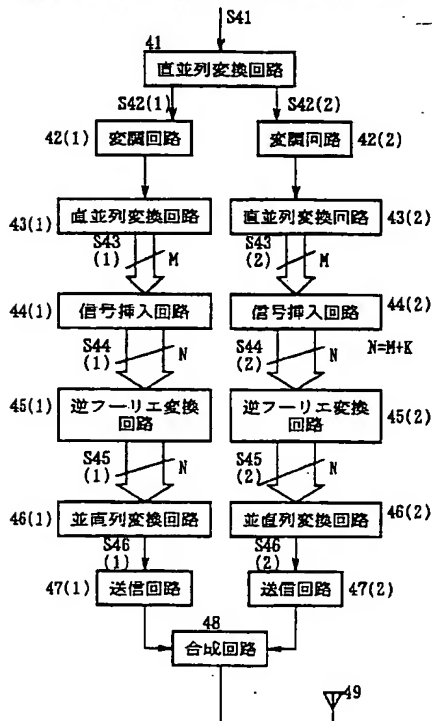 S41
41
直並列変換回路
S42(1) S42(2)
42(1) 変調回路 変調回路 42(2)
43(1) 直並列変換回路 直並列変換回路 43(2)
S43 (1) M S43 (2) M
44(1) 信号挿入回路 信号挿入回路 44(2)
S44 (1) N S44 (2) N N=M+K
45(1) 逆フーリエ変換 逆フーリエ変換 45(2)
回路 回路
S45 (1) N S45 (2) N
46(1) 並直列変換回路 並直列変換回路 46(2)
S46 (1) S46 (2)
47(1) 送信回路 送信回路 47(2)
48
合成回路
49